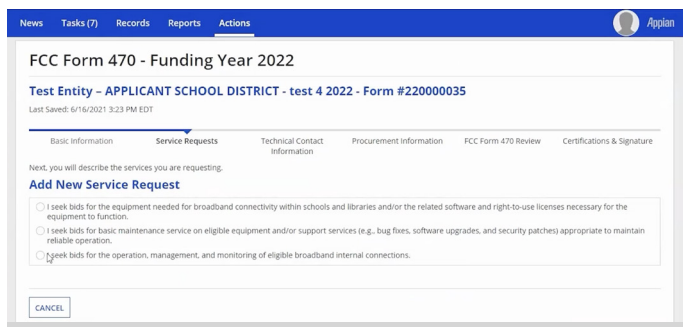 News Tasks (7) Records Reports Actions Appian
FCC Form 470 - Funding Year 2022
Test Entity – APPLICANT SCHOOL DISTRICT - test 4 2022 - Form #220000035
Last Saved: 6/16/2021 3:23 PM EDT
Basic Information Service Requests Technical Contact Information Procurement Information FCC Form 470 Review Certifications & Signature
Next, you will describe the services you are requesting.
Add New Service Request
I seek bids for the equipment needed for broadband connectivity within schools and libraries and/or the related software and right-to-use licenses necessary for the
equipment to function.
I seek bids for basic maintenance service on eligible equipment and/or support services (e.g., bug fixes, software upgrades, and security patches) appropriate to maintain
reliable operation.
I seek bids for the operation, management, and monitoring of eligible broadband internal connections.
CANCEL